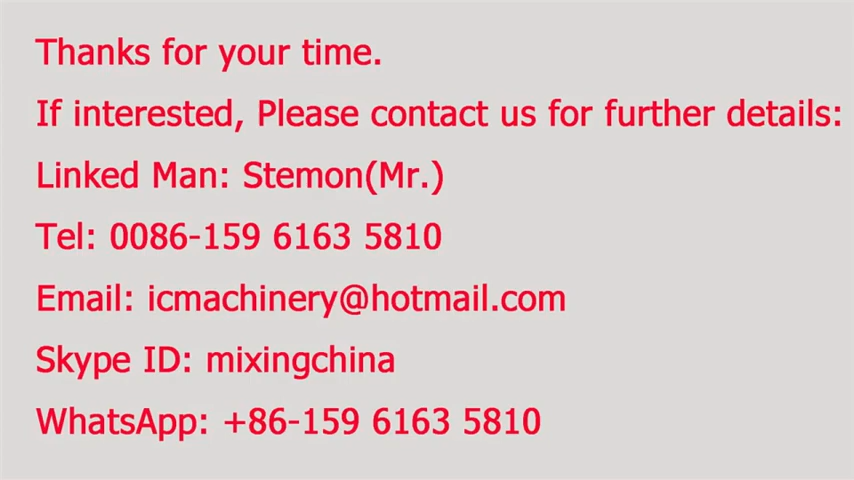 Thanks for your time.
If interested, Please contact us for further details:
Linked Man: Stemon(Mr.)
Tel: 0086-159 6163 5810
Email: icmachinery@hotmail.com
Skype ID: mixingchina
WhatsApp: +86-159 6163 5810